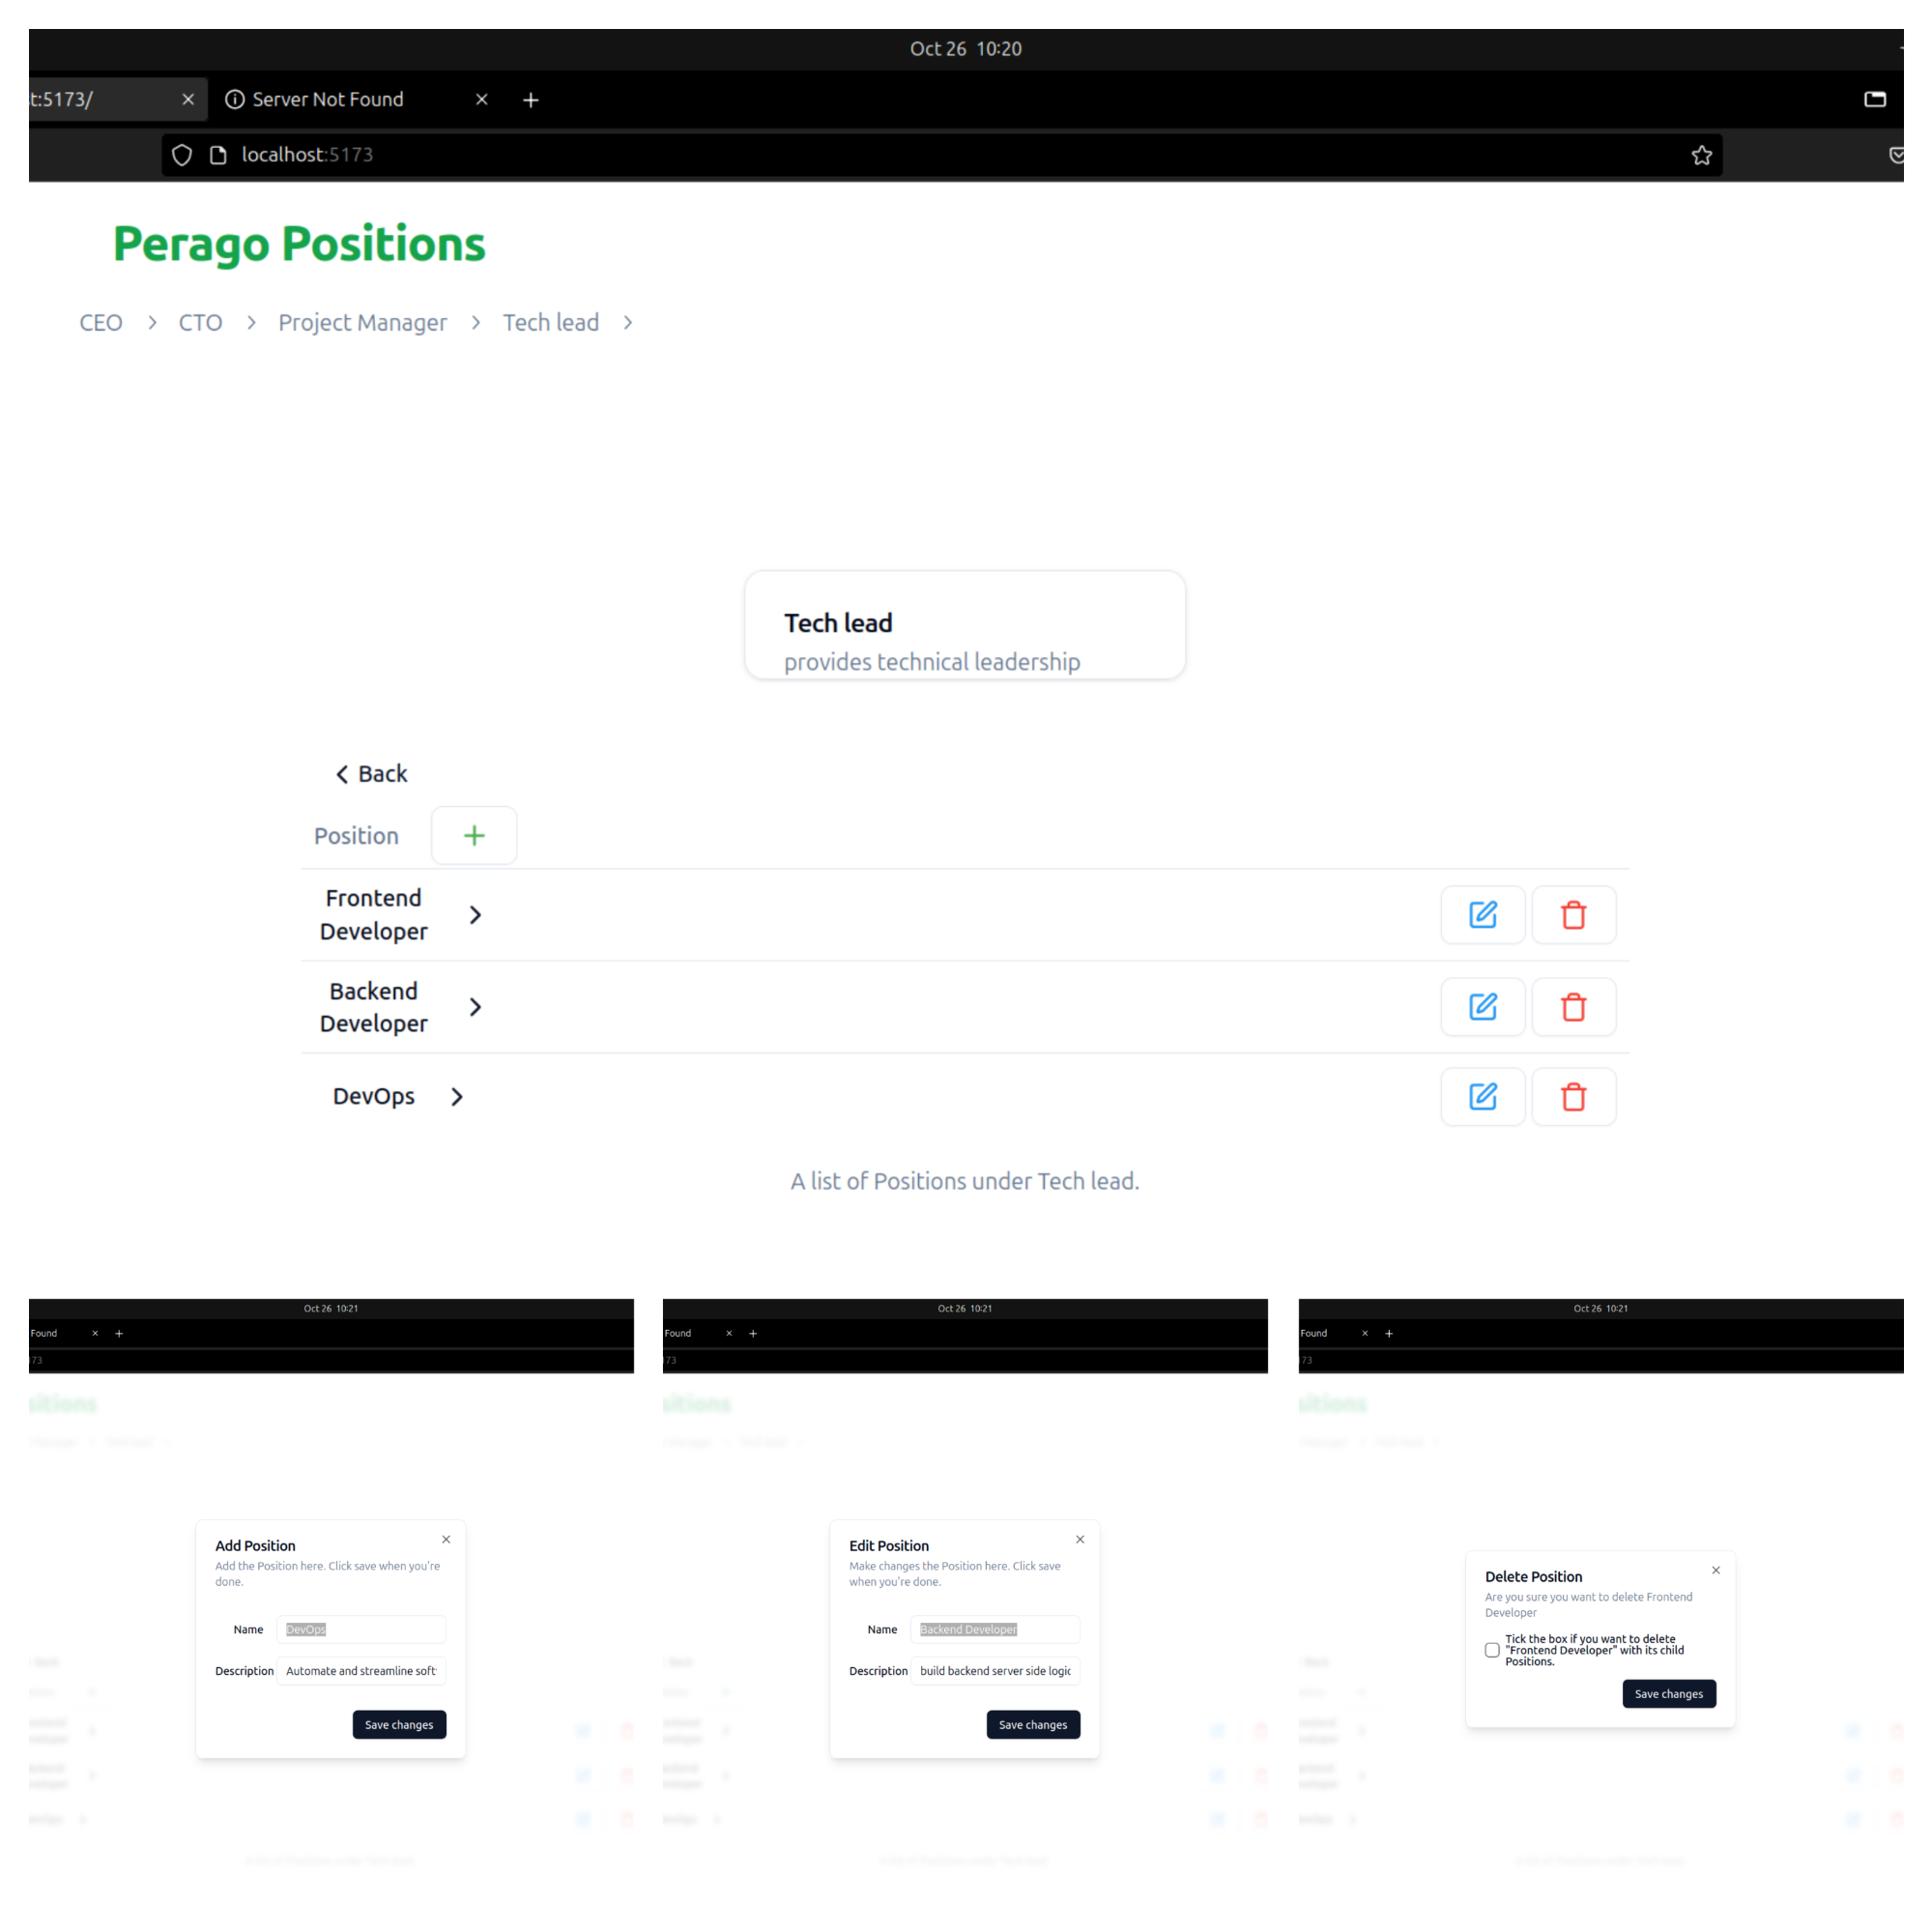 Oct 26 10:20
t:5173/
Server Not Found
localhost:5173
Perago Positions
CEO > CTO > Project Manager > Tech lead >
Tech lead
provides technical leadership
Back
Position
Frontend
Developer
Backend
Developer
DevOps
A list of Positions under Tech lead.
Oct 26 10:21
Found
173
sitions
Add Position
Add the Position here. Click save when you're
done.
Name DevOps
Description Automate and streamline soft
Save changes
Oct 26 10:21
Found
173
sitions
Edit Position
Make changes the Position here. Click save
when you're done.
Name Backend Developer
Description build backend server side logic
Save changes
Oct 26 10:21
Found
173
sitions
Delete Position
Are you sure you want to delete Frontend
Developer
Tick the box if you want to delete
"Frontend Developer" with its child
Positions.
Save changes